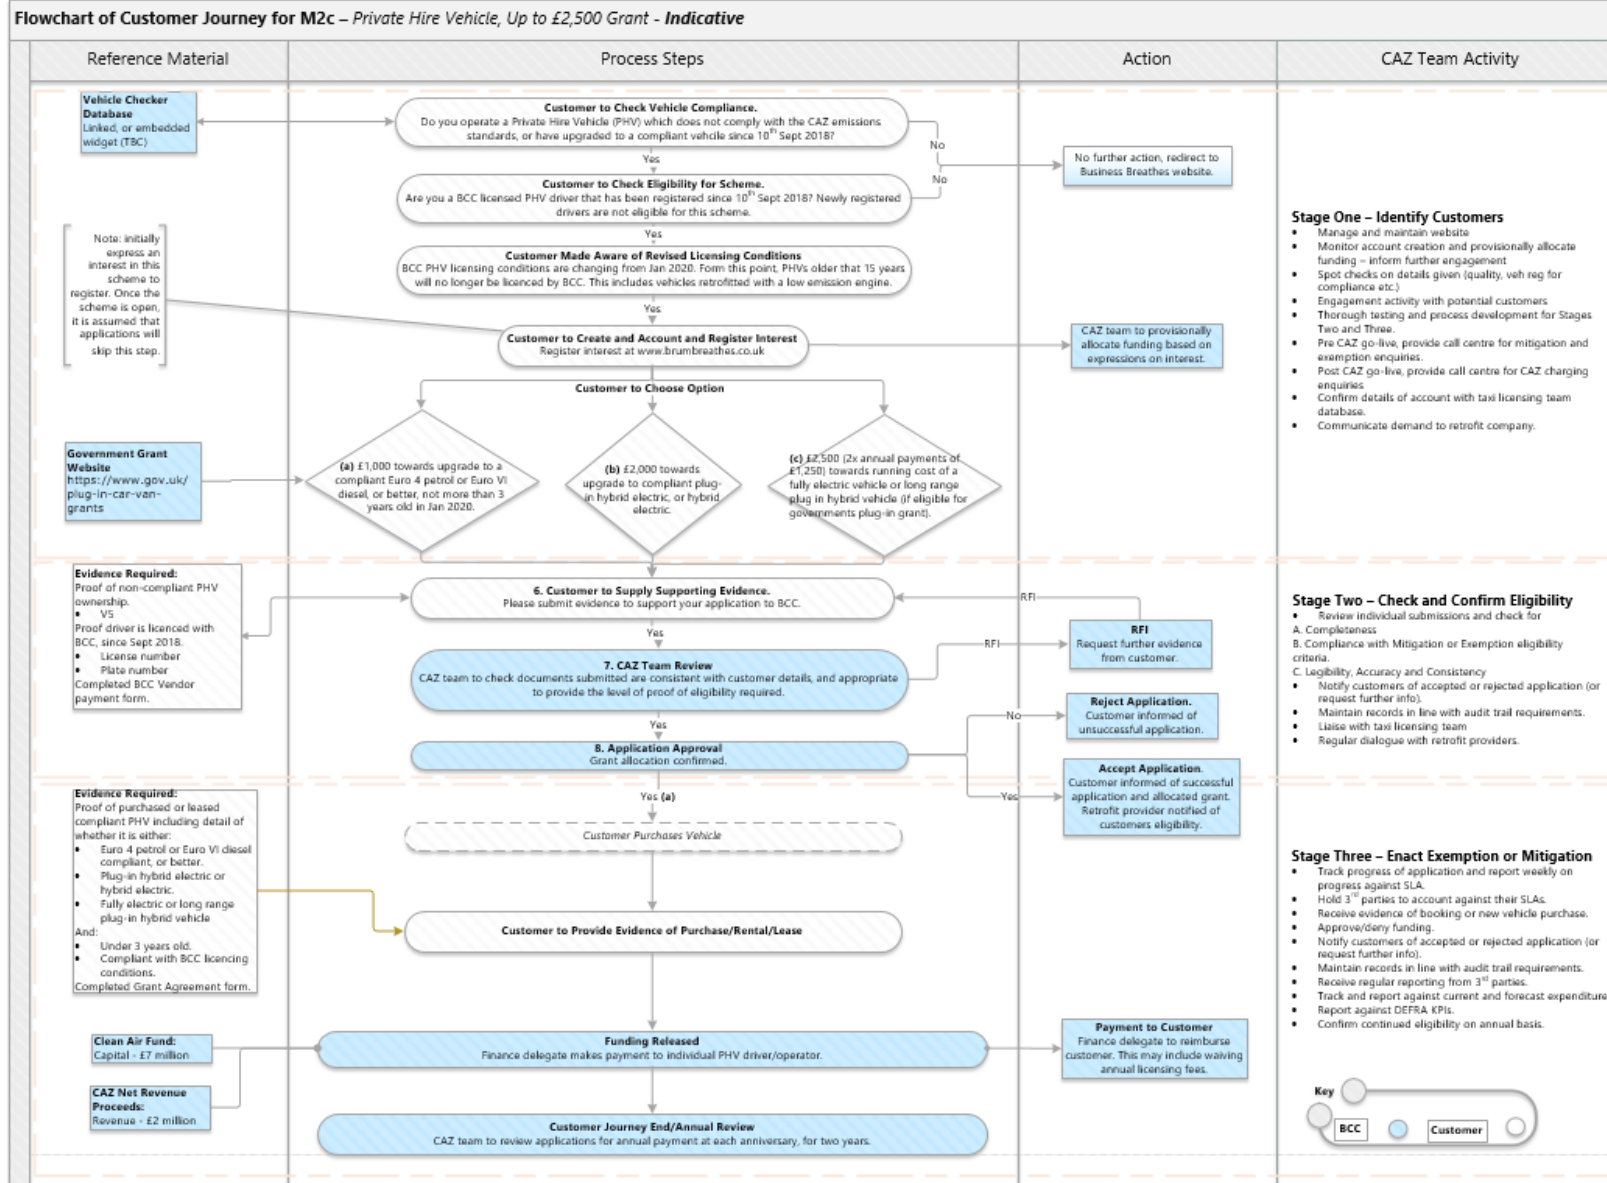 Flowchart of Customer Journey for M2c – Private Hire Vehicle, Up to £2,500 Grant - Indicative
Reference Material
Process Steps
Action
CAZ Team Activity
Vehicle Checker
Database
Linked, or embedded
widget (TBC)
Customer to Check Vehicle Compliance.
Do you operate a Private Hire Vehicle (PHV) which does not comply with the CAZ emissions
standards, or have upgraded to a compliant vehcile since 10th Sept 2018?
No
Yes
No further action, redirect to
Business Breathes website.
Customer to Check Eligibility for Scheme.
Are you a BCC licensed PHV driver that has been registered since 10th Sept 2018? Newly registered
drivers are not eligible for this scheme.
No
Yes
Note: initially
express an
interest in this
scheme to
register. Once the
scheme is open,
it is assumed that
applications will
skip this step.
Customer Made Aware of Revised Licensing Conditions
BCC PHV licensing conditions are changing from Jan 2020. Form this point, PHVs older that 15 years
will no longer be licenced by BCC. This includes vehicles retrofitted with a low emission engine.
Yes
Customer to Create and Account and Register Interest
Register interest at www.brumbreathes.co.uk
CAZ team to provisionally
allocate funding based on
expressions on interest.
Customer to Choose Option
Government Grant
Website
https://www.gov.uk/
plug-in-car-van-
grants
(a) £1,000 towards upgrade to a
compliant Euro 4 petrol or Euro VI
diesel, or better, not more than 3
years old in Jan 2020.
(b) £2,000 towards
upgrade to compliant plug-
in hybrid electric, or hybrid
electric.
(c) £2,500 (2x annual payments of
£1,250) towards running cost of a
fully electric vehicle or long range
plug in hybrid vehicle (if eligible for
governments plug-in grant).
Stage One – Identify Customers
• Manage and maintain website
• Monitor account creation and provisionally allocate
funding – inform further engagement
• Spot checks on details given (quality, veh reg for
compliance etc.)
• Engagement activity with potential customers
• Thorough testing and process development for Stages
Two and Three.
• Pre CAZ go-live, provide call centre for mitigation and
exemption enquiries.
• Post CAZ go-live, provide call centre for CAZ charging
enquiries
• Confirm details of account with taxi licensing team
database.
• Communicate demand to retrofit company.
Evidence Required:
Proof of non-compliant PHV
ownership.
• V5
Proof driver is licenced with
BCC, since Sept 2018.
• License number
• Plate number
Completed BCC Vendor
payment form.
6. Customer to Supply Supporting Evidence.
Please submit evidence to support your application to BCC.
RFI
Yes
RFI
Request further evidence
from customer.
7. CAZ Team Review
CAZ team to check documents submitted are consistent with customer details, and appropriate
to provide the level of proof of eligibility required.
RFI
Yes
Reject Application.
Customer informed of
unsuccessful application.
No
8. Application Approval
Grant allocation confirmed.
Yes
Accept Application.
Customer informed of successful
application and allocated grant.
Retrofit provider notified of
customers eligibility.
Stage Two – Check and Confirm Eligibility
• Review individual submissions and check for
A. Completeness
B. Compliance with Mitigation or Exemption eligibility
criteria.
C. Legibility, Accuracy and Consistency
• Notify customers of accepted or rejected application (or
request further info).
• Maintain records in line with audit trail requirements.
• Liaise with taxi licensing team
• Regular dialogue with retrofit providers.
Evidence Required:
Proof of purchased or leased
compliant PHV including detail of
whether it is either:
• Euro 4 petrol or Euro VI diesel
compliant, or better.
• Plug-in hybrid electric or
hybrid electric.
• Fully electric or long range
plug-in hybrid vehicle
And:
• Under 3 years old.
• Compliant with BCC licencing
conditions.
Completed Grant Agreement form.
Yes (a)
Customer Purchases Vehicle
Customer to Provide Evidence of Purchase/Rental/Lease
Stage Three – Enact Exemption or Mitigation
• Track progress of application and report weekly on
progress against SLA.
• Hold 3rd parties to account against their SLAs.
• Receive evidence of booking or new vehicle purchase.
• Approve/deny funding.
• Notify customers of accepted or rejected application (or
request further info).
• Maintain records in line with audit trail requirements.
• Receive regular reporting from 3rd parties.
• Track and report against current and forecast expenditure
• Report against DEFRA KPIs.
• Confirm continued eligibility on annual basis.
Clean Air Fund:
Capital - £7 million
CAZ Net Revenue
Proceeds:
Revenue - £2 million
Funding Released
Finance delegate makes payment to individual PHV driver/operator.
Payment to Customer
Finance delegate to reimburse
customer. This may include waiving
annual licensing fees.
Customer Journey End/Annual Review
CAZ team to review applications for annual payment at each anniversary, for two years.
Key
BCC
Customer